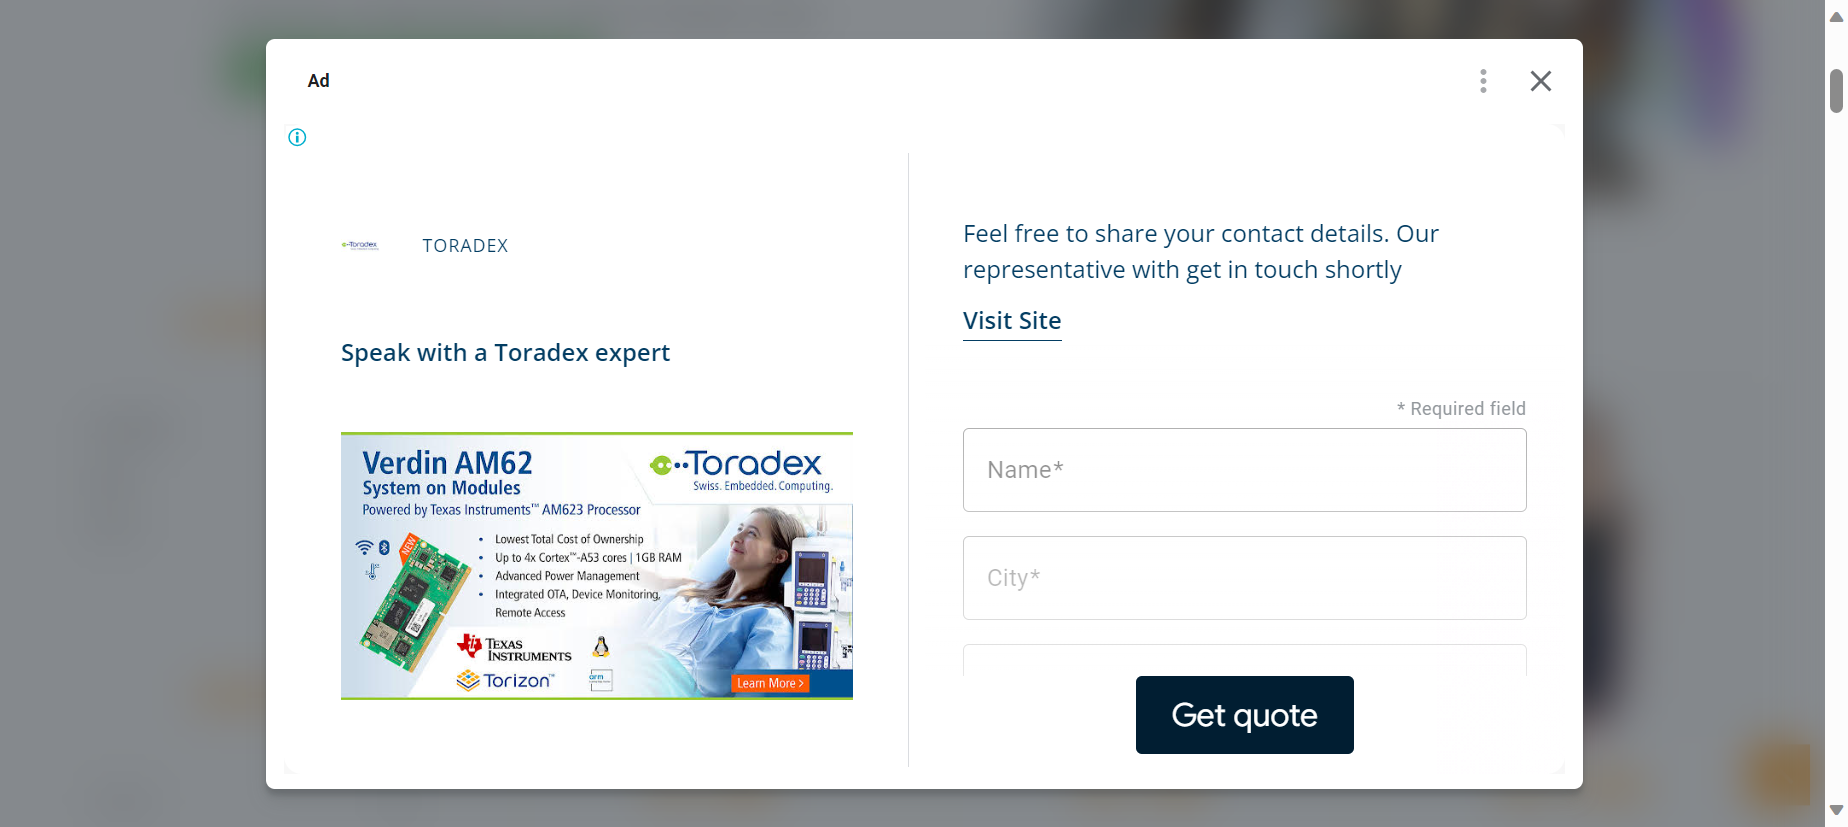 Ad
Toradex
TORADEX
Speak with a Toradex expert
Verdin AM62
System on Modules
Powered by Texas Instruments™ AM623 Processor
Toradex
Swiss. Embedded. Computing.
NEW
• Lowest Total Cost of Ownership
• Up to 4x Cortex™-A53 cores | 1GB RAM
• Advanced Power Management
• Integrated OTA, Device Monitoring,
Remote Access
TEXAS
INSTRUMENTS
Torizon™
arm
Learn More >
Feel free to share your contact details. Our
representative with get in touch shortly
Visit Site
* Required field
Name*
City*
Get quote